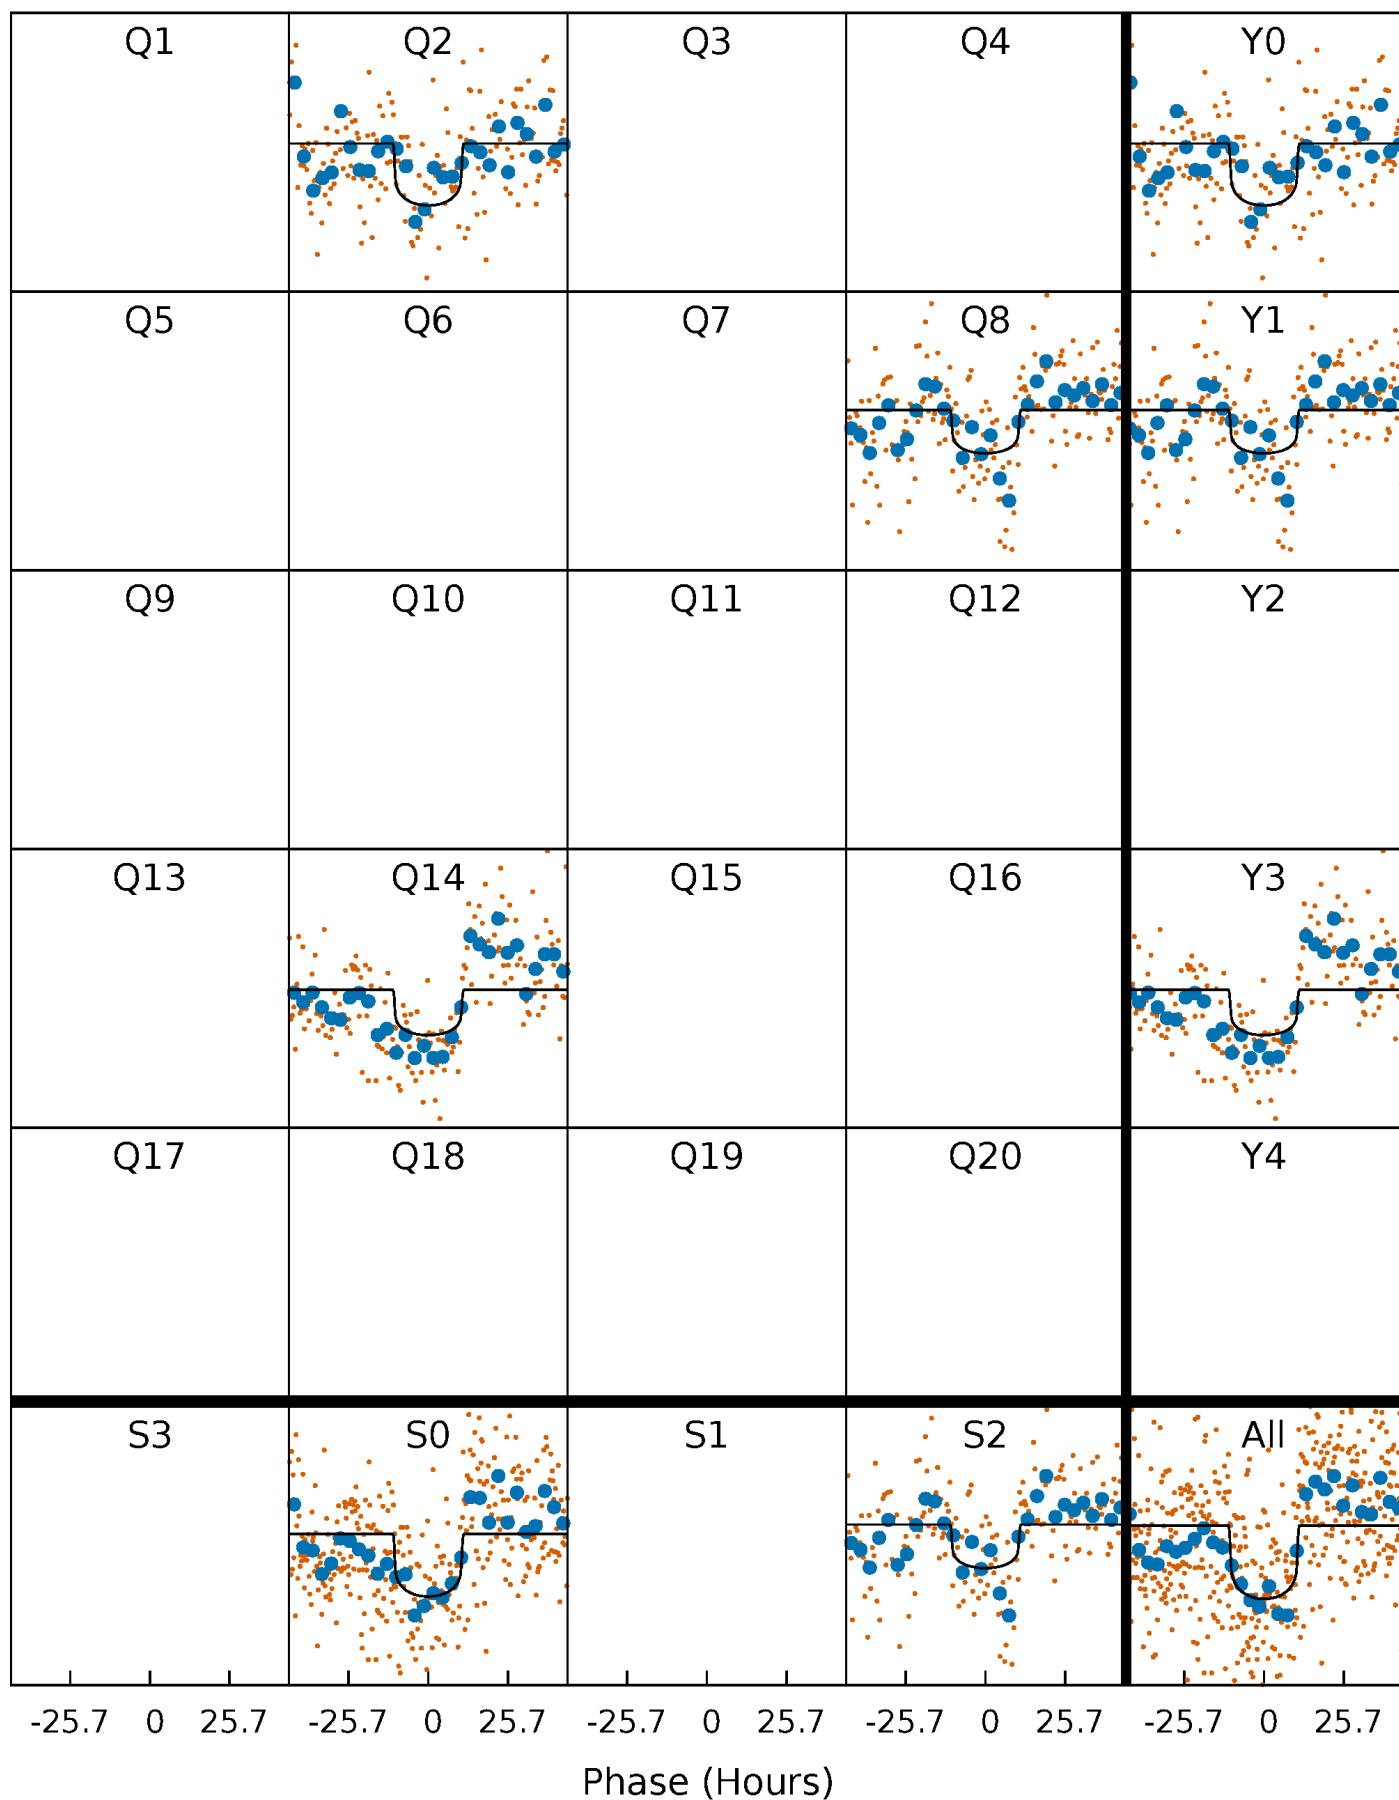 Q1 Q2 Q3 Q4 Y0
Q5 Q6 Q7 Q8 Y1
Q9 Q10 Q11 Q12 Y2
Q13 Q14 Q15 Q16 Y3
Q17 Q18 Q19 Q20 Y4
S3 S0 S1 S2 All
-25.7 0 25.7 -25.7 0 25.7 -25.7 0 25.7 -25.7 0 25.7 -25.7 0 25.7
Phase (Hours)